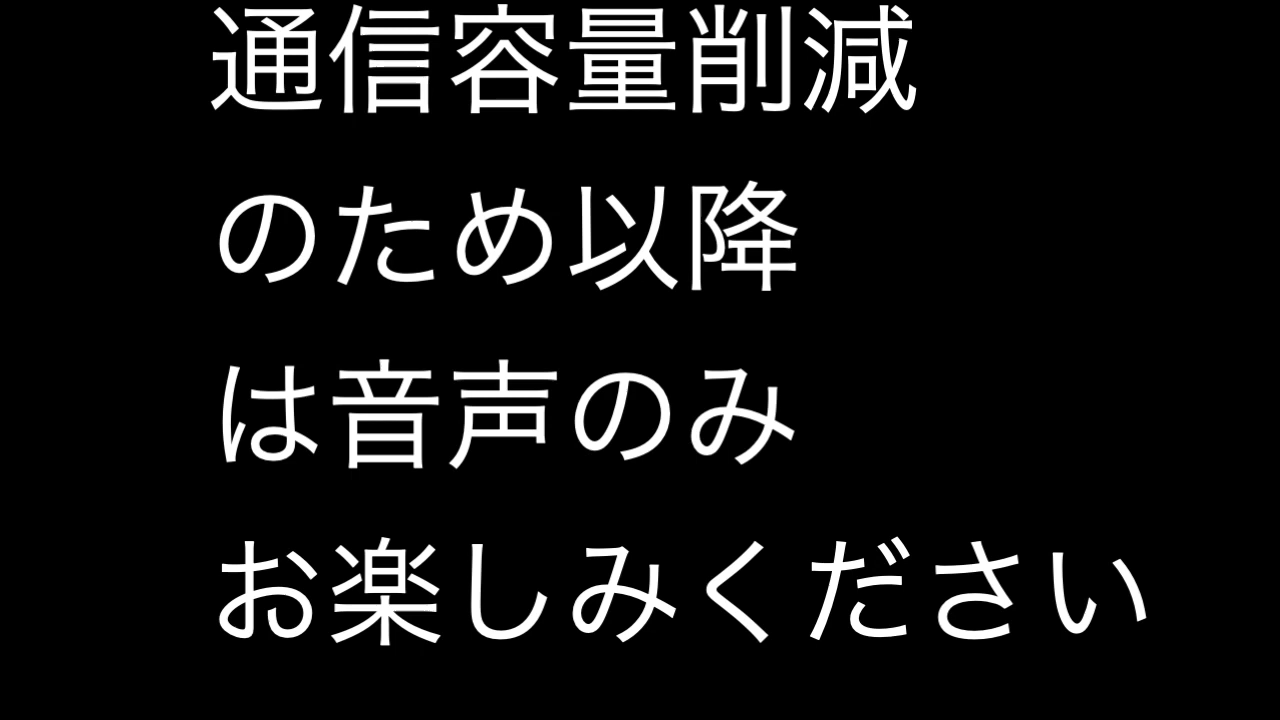 通信容量削減
のため以降
は音声のみ
お楽しみください